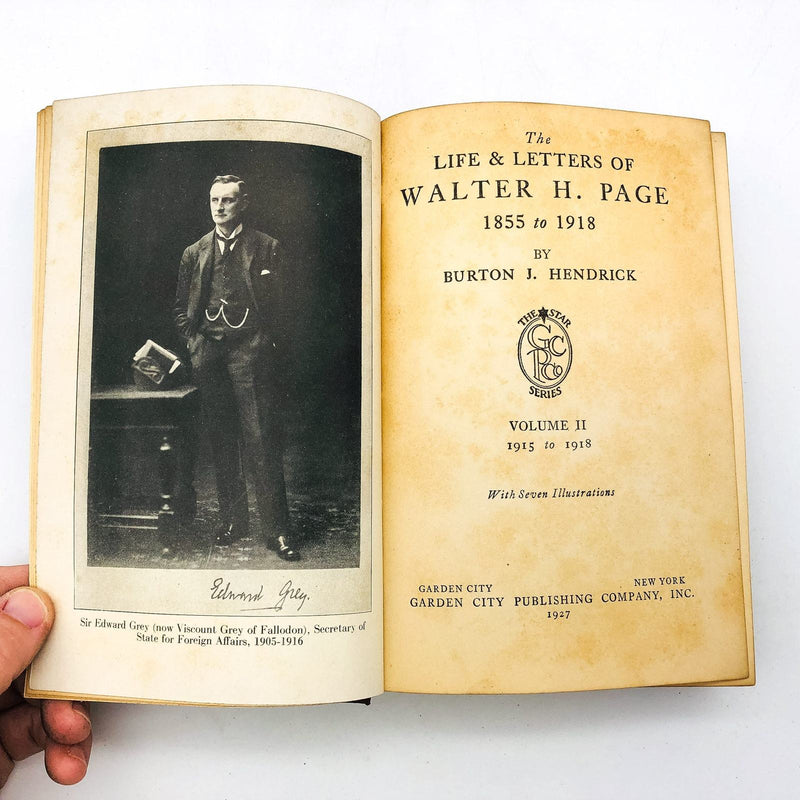 Edward Grey.
Sir Edward Grey (now Viscount Grey of Fallodon), Secretary of
State for Foreign Affairs, 1905-1916
The
LIFE & LETTERS OF
WALTER H. PAGE
1855 to 1918
BY
BURTON J. HENDRICK
THE STAR
G C
P Co
SERIES
VOLUME II
1915 to 1918
With Seven Illustrations
GARDEN CITY NEW YORK
GARDEN CITY PUBLISHING COMPANY, INC.
1927